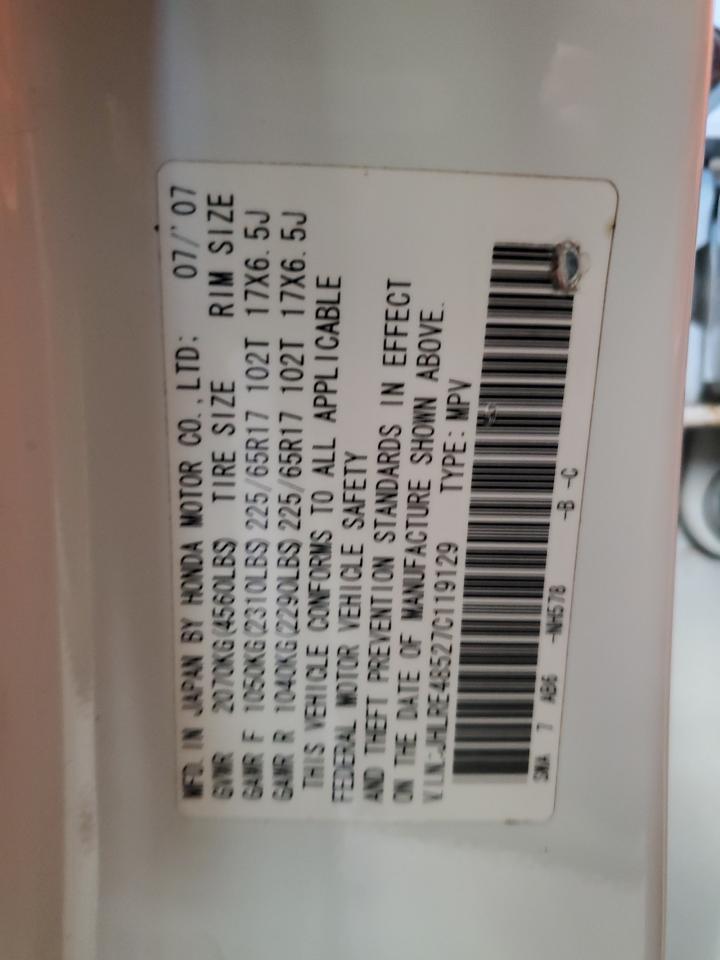 MFD. IN JAPAN BY HONDA MOTOR CO.,LTD: 07/'07
GVWR 2070KG(4560LBS) TIRE SIZE RIM SIZE
GAWR F 1050KG(2310LBS) 225/65R17 102T 17X6.5J
GAWR R 1040KG(2290LBS) 225/65R17 102T 17X6.5J
THIS VEHICLE CONFORMS TO ALL APPLICABLE
FEDERAL MOTOR VEHICLE SAFETY
AND THEFT PREVENTION STANDARDS IN EFFECT
ON THE DATE OF MANUFACTURE SHOWN ABOVE.
V.I.N.:JHLRE48527C119129 TYPE: MPV
SWA 7 AB6 -NH578 -B -C